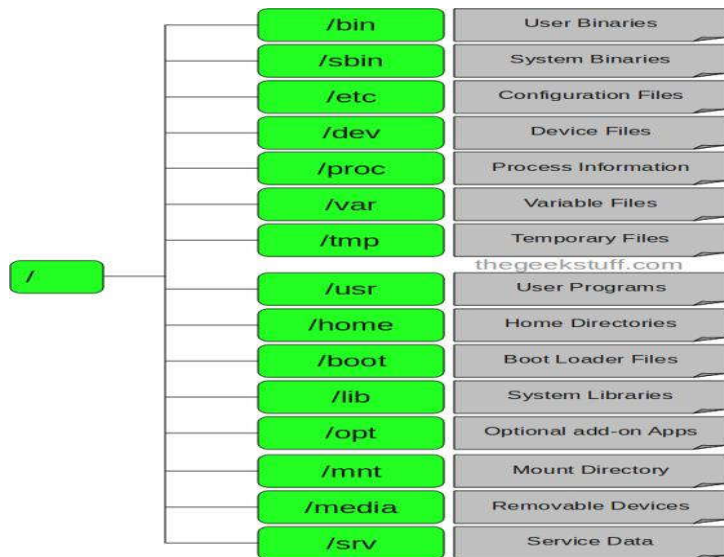 /bin User Binaries
/sbin System Binaries
/etc Configuration Files
/dev Device Files
/proc Process Information
/var Variable Files
/tmp Temporary Files
thegeekstuff.com
/
/usr User Programs
/home Home Directories
/boot Boot Loader Files
/lib System Libraries
/opt Optional add-on Apps
/mnt Mount Directory
/media Removable Devices
/srv Service Data